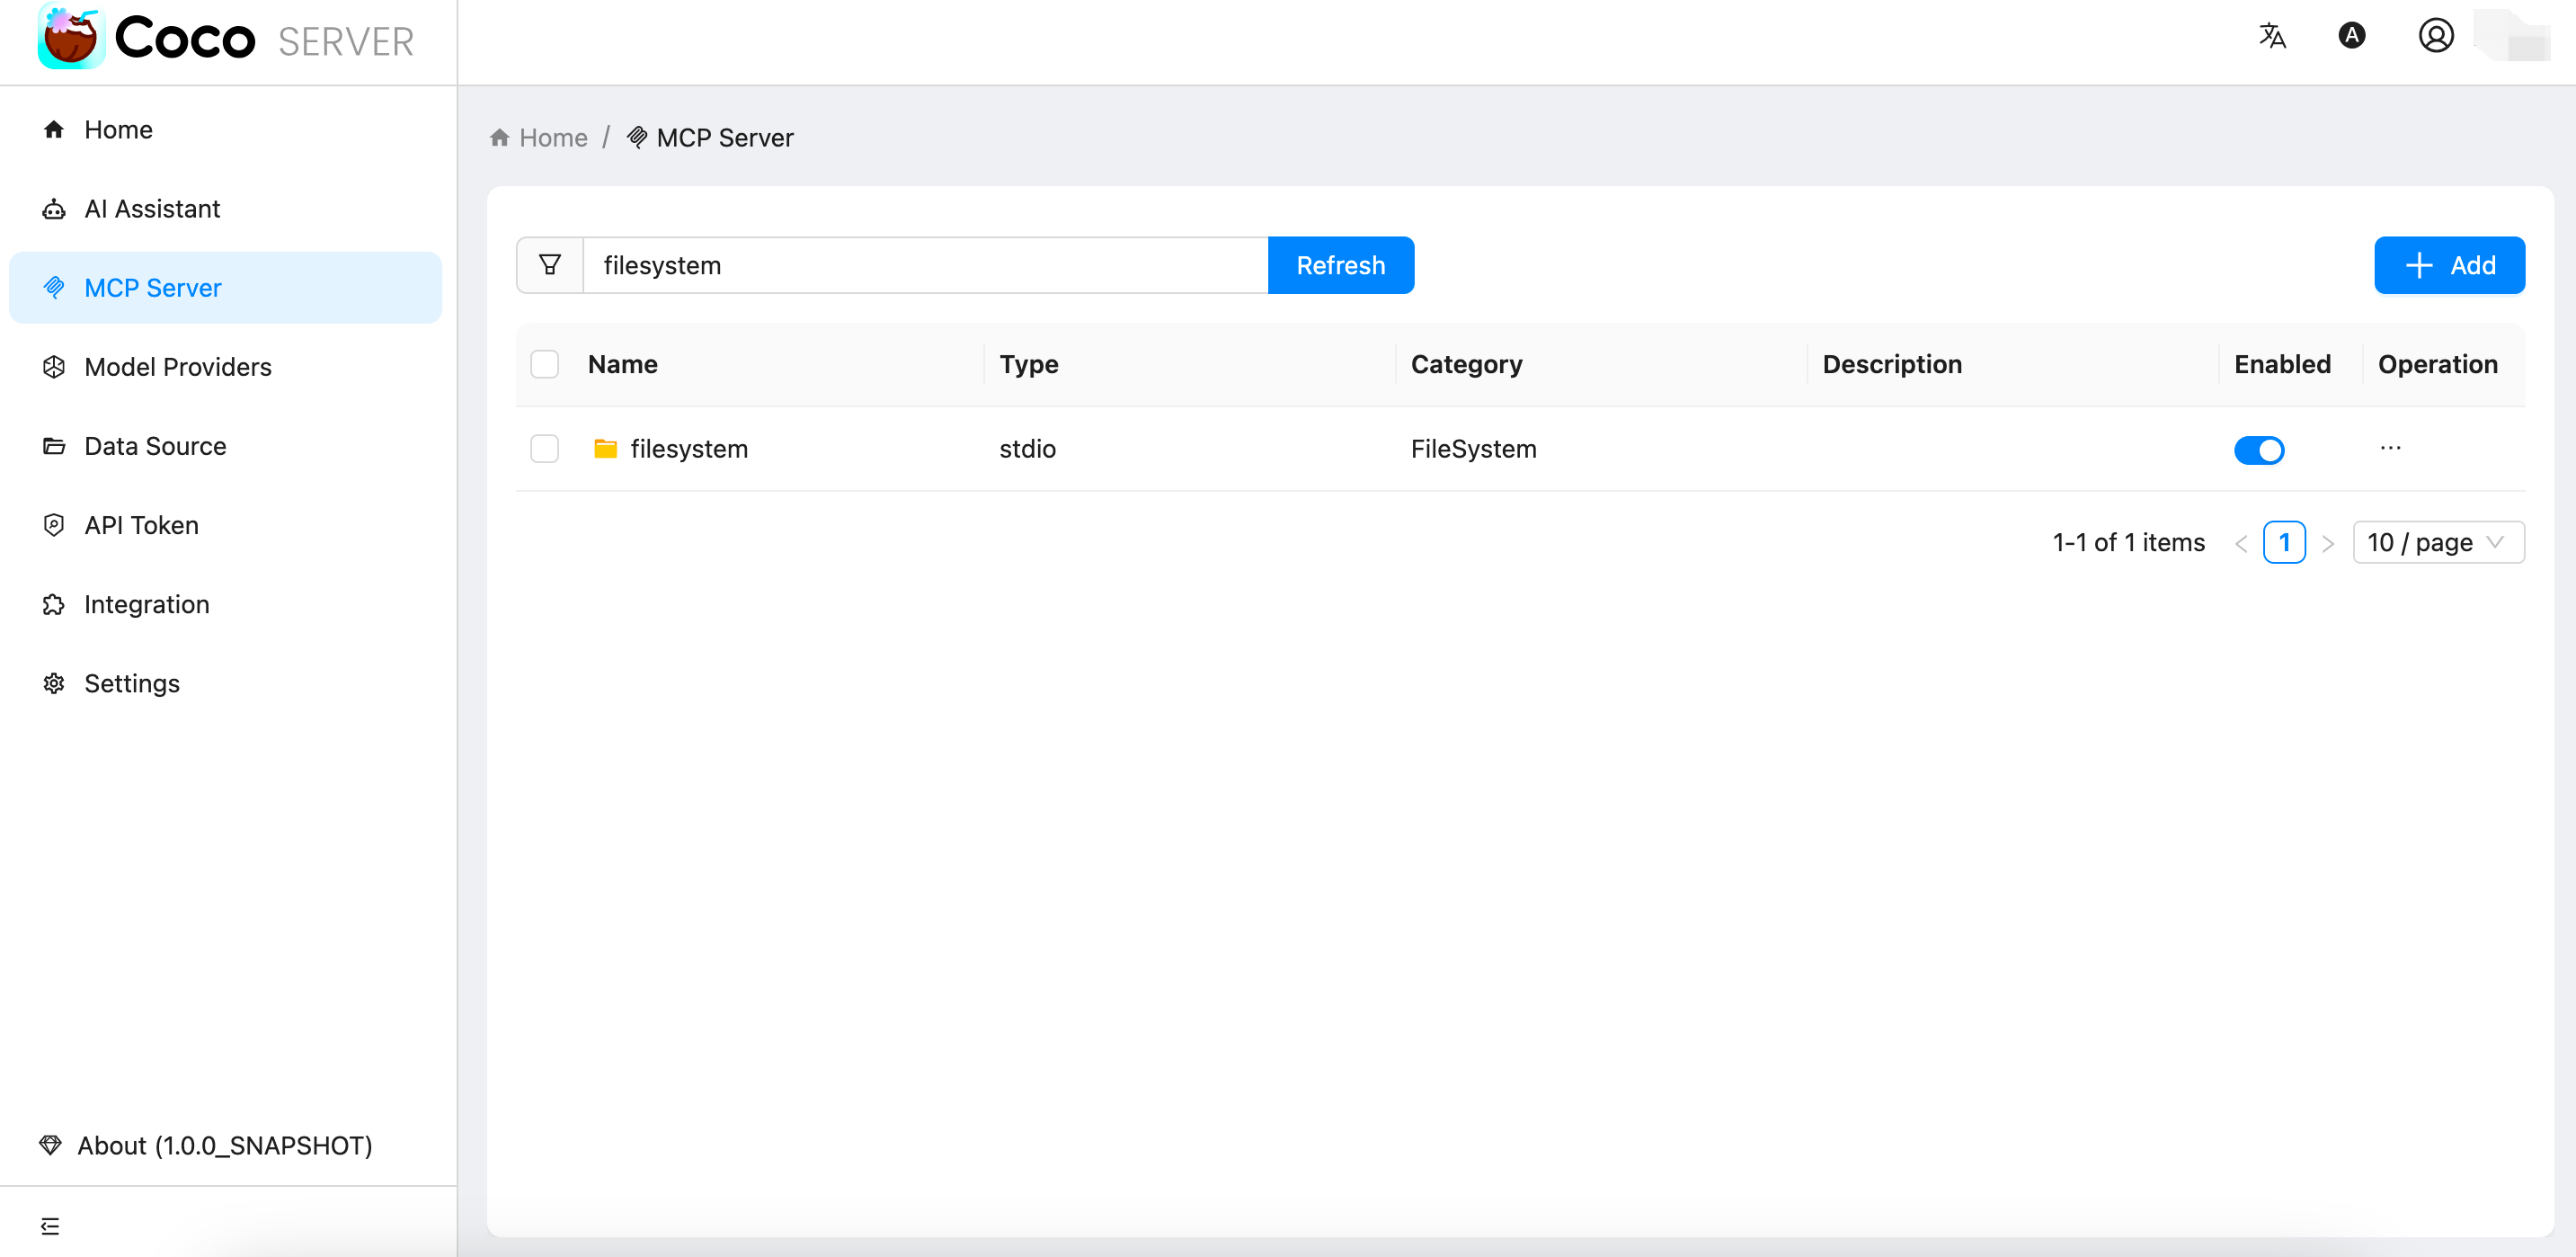 Coco SERVER
Home
AI Assistant
MCP Server
Model Providers
Data Source
API Token
Integration
Settings
About (1.0.0_SNAPSHOT)
文A
A
Home / MCP Server
filesystem Refresh + Add
Name Type Category Description Enabled Operation
filesystem stdio FileSystem ···
1-1 of 1 items < 1 > 10 / page